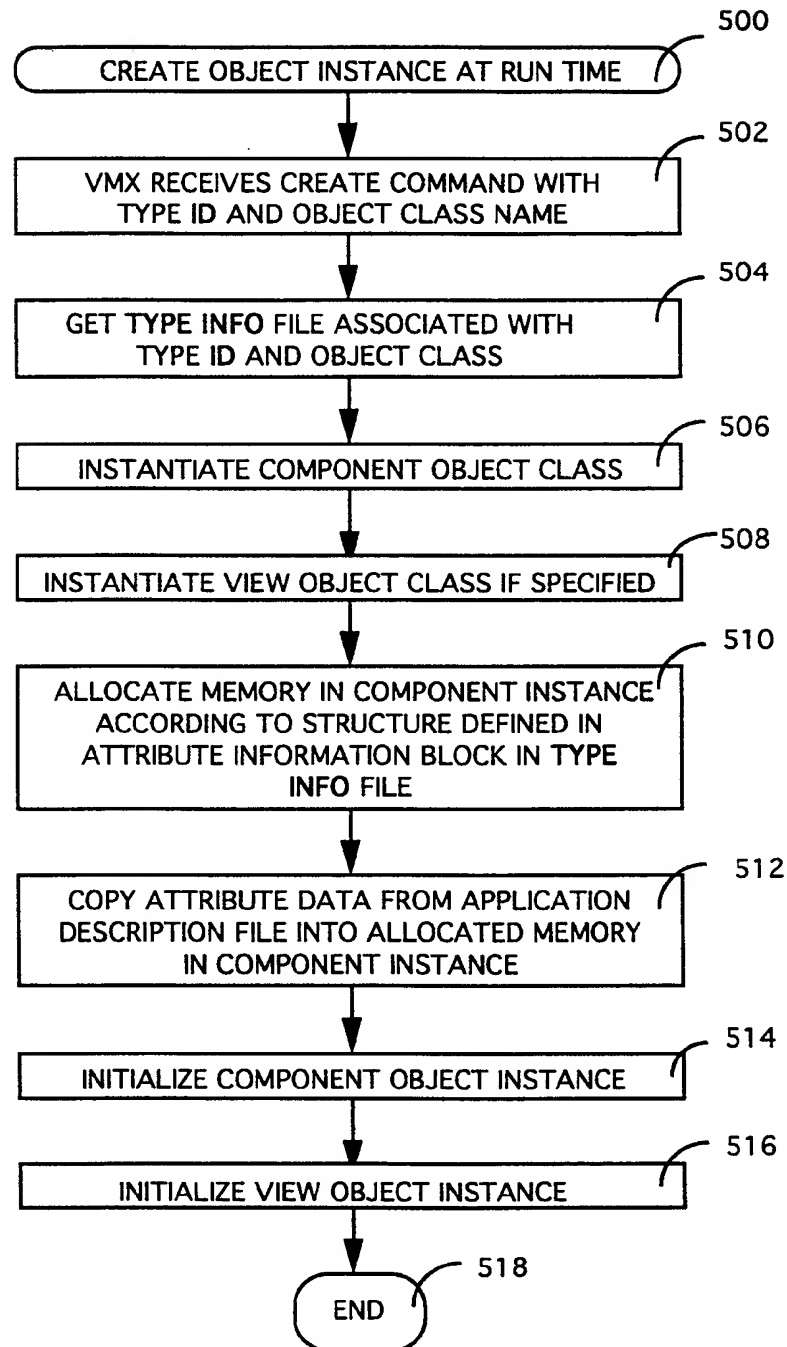 500
CREATE OBJECT INSTANCE AT RUN TIME
502
VMX RECEIVES CREATE COMMAND WITH
TYPE ID AND OBJECT CLASS NAME
504
GET TYPE INFO FILE ASSOCIATED WITH
TYPE ID AND OBJECT CLASS
506
INSTANTIATE COMPONENT OBJECT CLASS
508
INSTANTIATE VIEW OBJECT CLASS IF SPECIFIED
510
ALLOCATE MEMORY IN COMPONENT INSTANCE
ACCORDING TO STRUCTURE DEFINED IN
ATTRIBUTE INFORMATION BLOCK IN TYPE
INFO FILE
512
COPY ATTRIBUTE DATA FROM APPLICATION
DESCRIPTION FILE INTO ALLOCATED MEMORY
IN COMPONENT INSTANCE
514
INITIALIZE COMPONENT OBJECT INSTANCE
516
INITIALIZE VIEW OBJECT INSTANCE
518
END